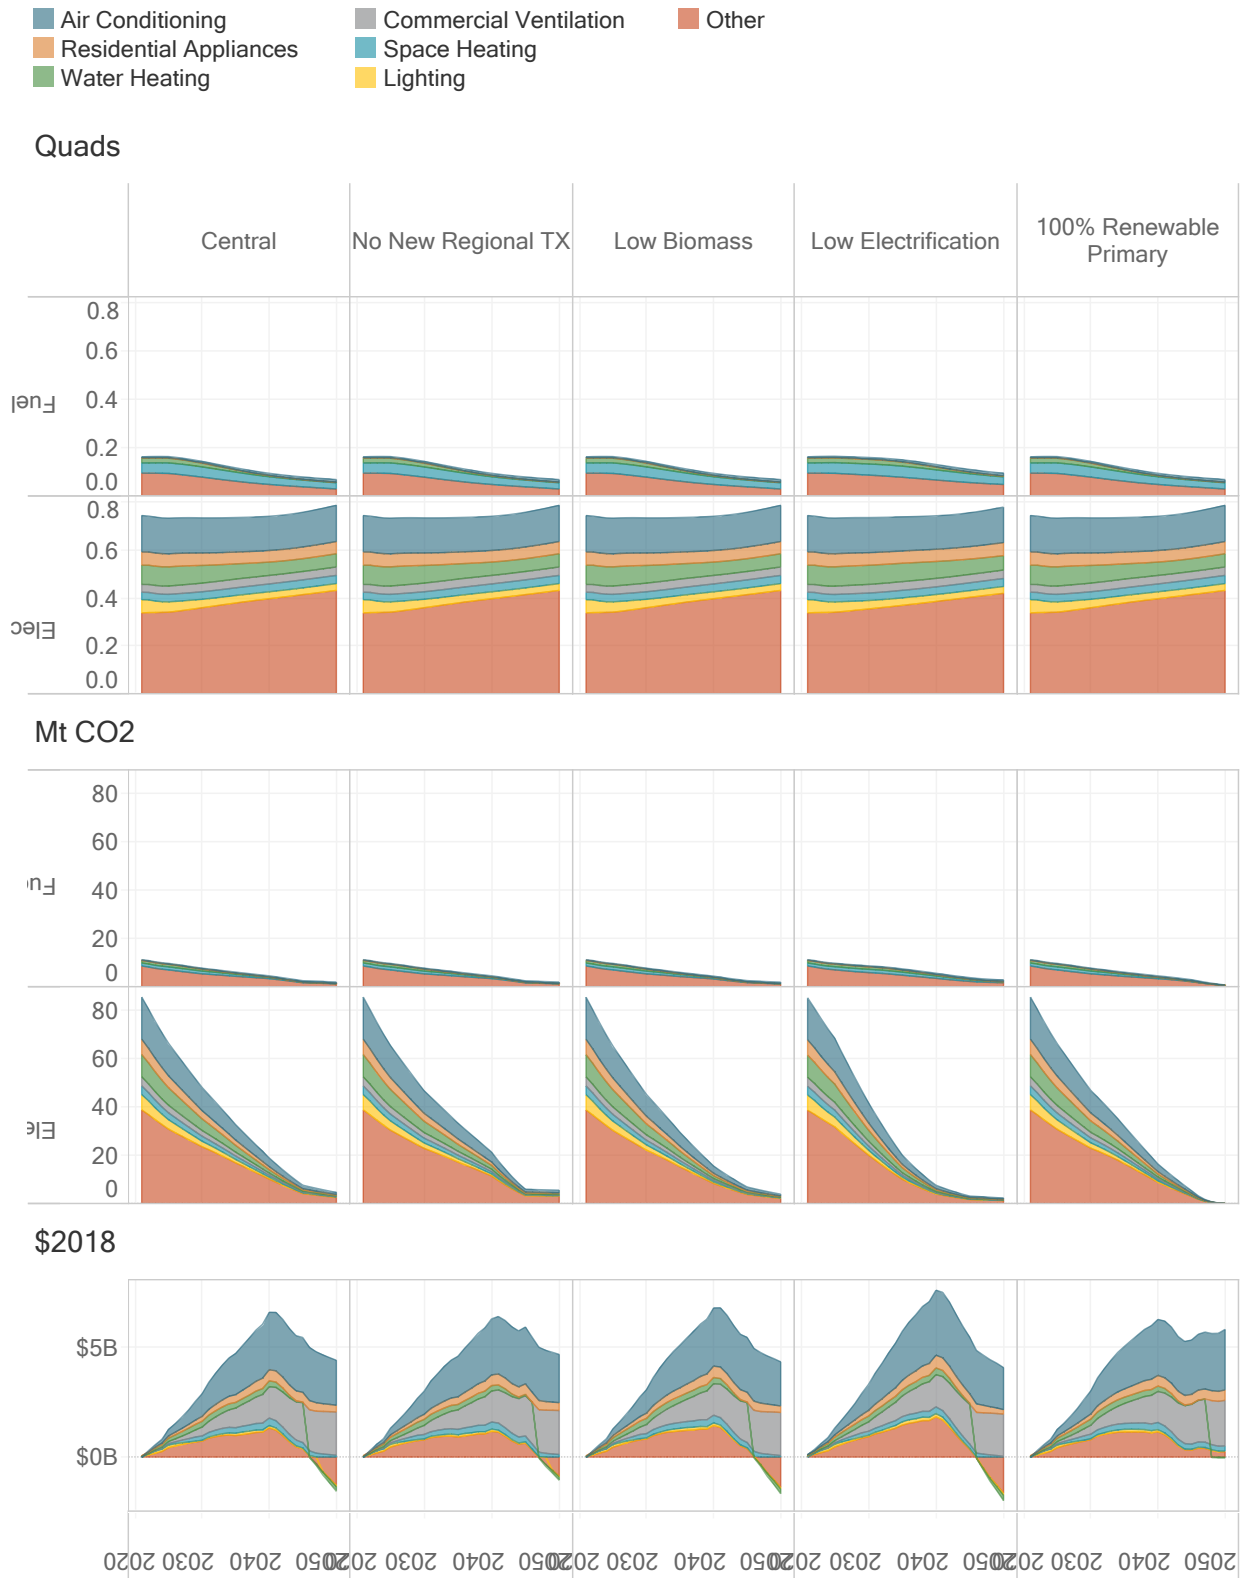 Air Conditioning
Commercial Ventilation
Other
Residential Appliances
Space Heating
Water Heating
Lighting
Quads
Central
No New Regional TX
Low Biomass
Low Electrification
100% Renewable
Primary
0.8
0.6
0.4
0.2
0.0
Fuel
0.8
0.6
0.4
0.2
0.0
Elec
Mt CO2
80
60
40
20
0
80
60
40
20
0
$2018
$5B
$0B
2020 2030 2040 2050
2020 2030 2040 2050
2020 2030 2040 2050
2020 2030 2040 2050
2020 2030 2040 2050